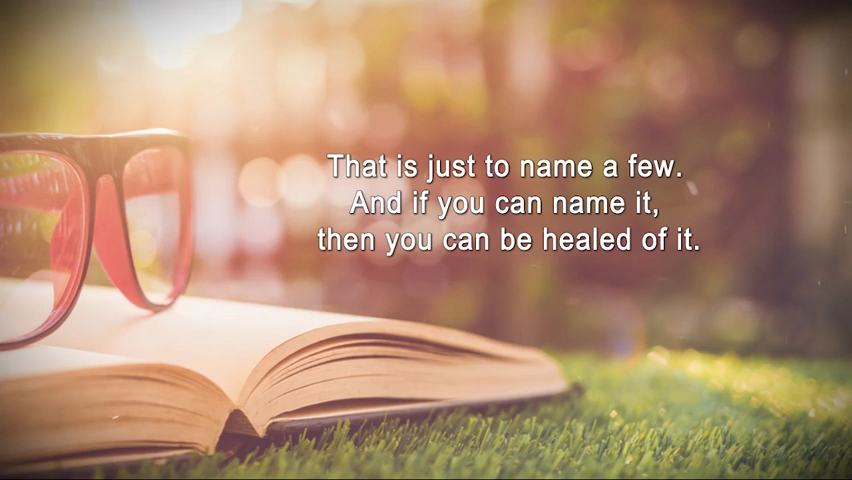 That is just to name a few.
And if you can name it,
then you can be healed of it.